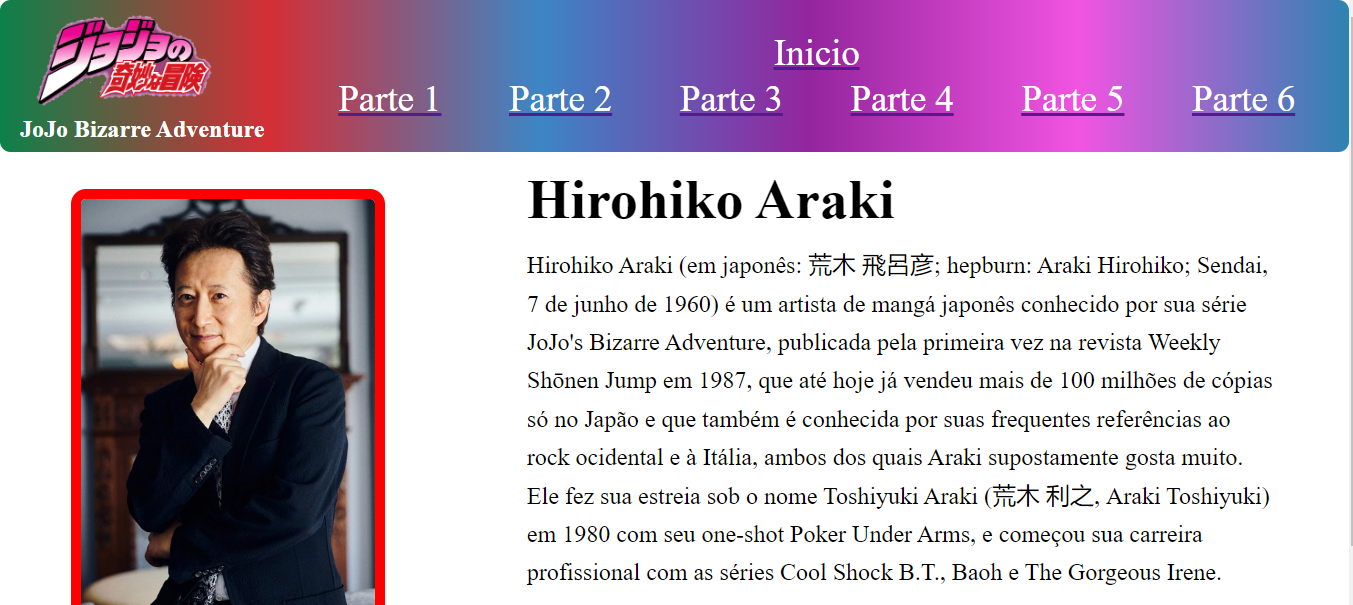 ジョジョの
奇妙な冒険
JoJo Bizarre Adventure
Inicio
Parte 1 Parte 2 Parte 3 Parte 4 Parte 5 Parte 6
Hirohiko Araki
Hirohiko Araki (em japonês: 荒木 飛呂彦; hepburn: Araki Hirohiko; Sendai,
7 de junho de 1960) é um artista de mangá japonês conhecido por sua série
JoJo's Bizarre Adventure, publicada pela primeira vez na revista Weekly
Shōnen Jump em 1987, que até hoje já vendeu mais de 100 milhões de cópias
só no Japão e que também é conhecida por suas frequentes referências ao
rock ocidental e à Itália, ambos dos quais Araki supostamente gosta muito.
Ele fez sua estreia sob o nome Toshiyuki Araki (荒木 利之, Araki Toshiyuki)
em 1980 com seu one-shot Poker Under Arms, e começou sua carreira
profissional com as séries Cool Shock B.T., Baoh e The Gorgeous Irene.